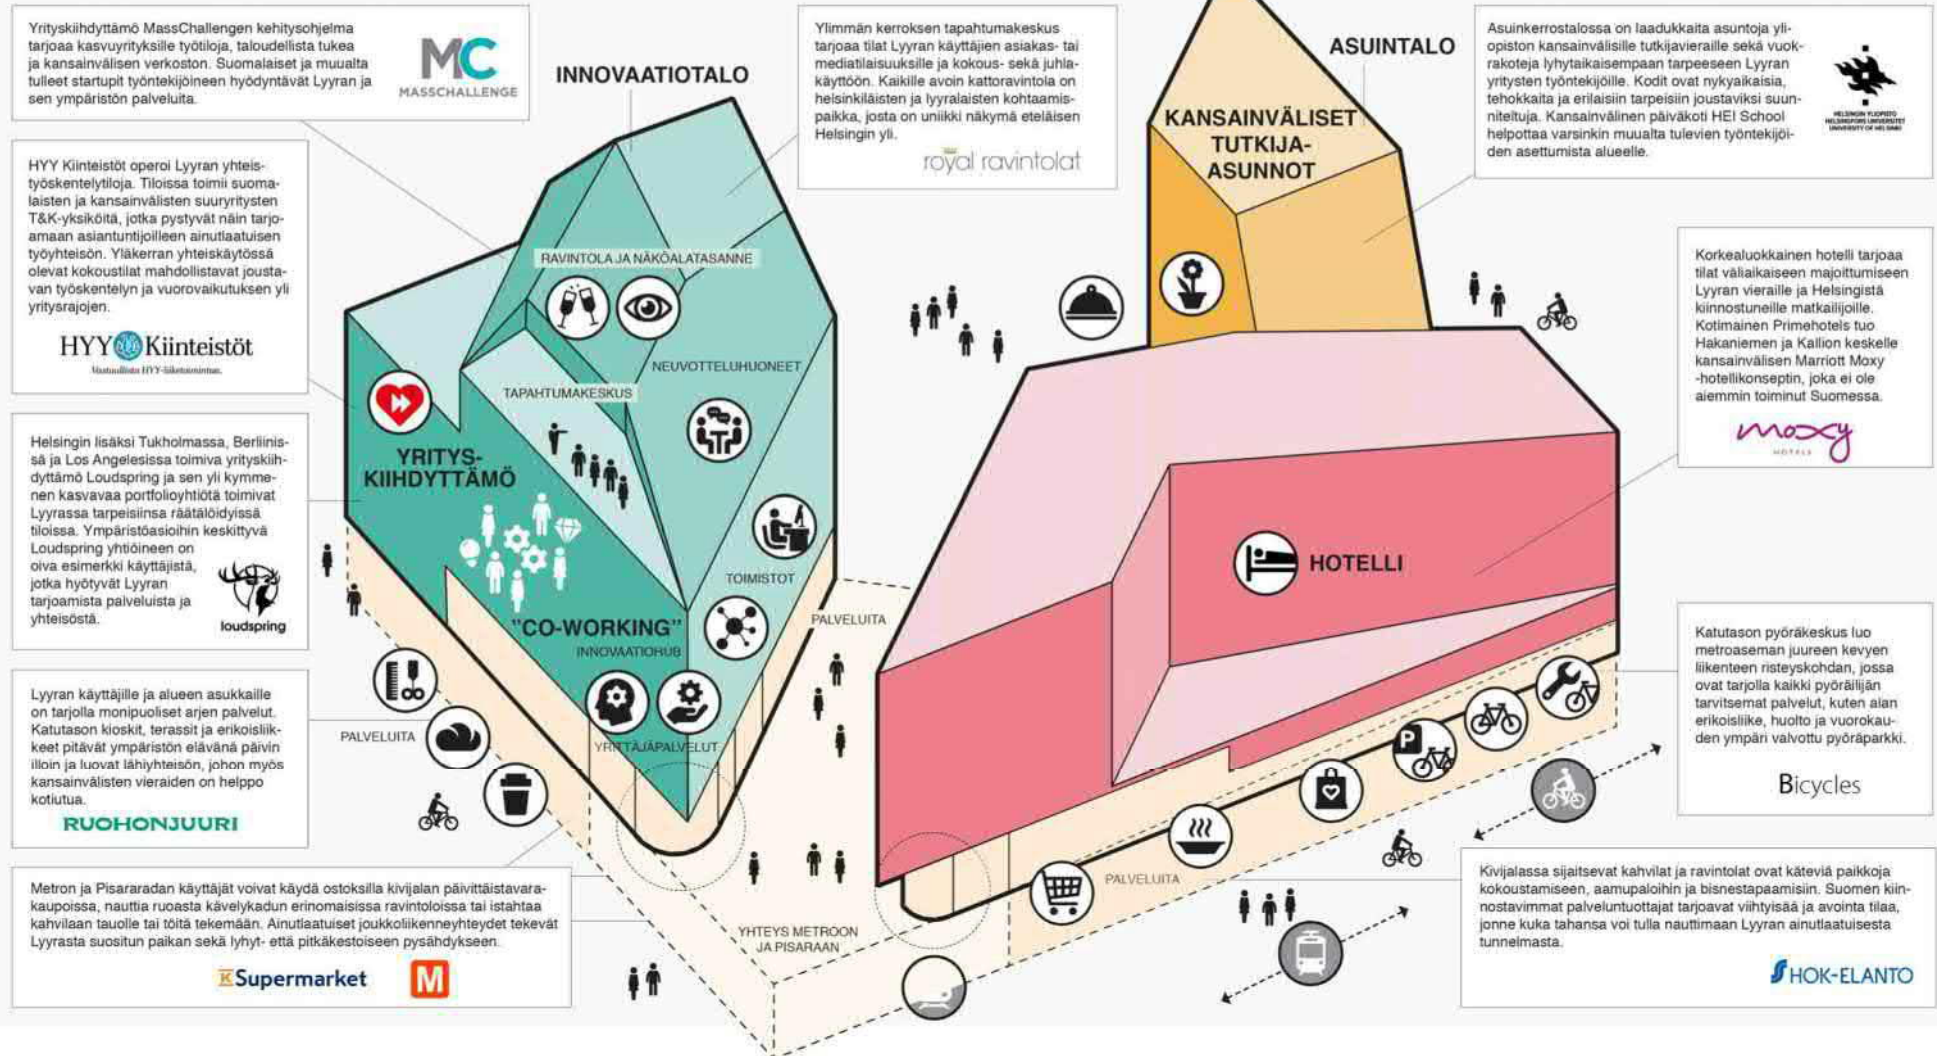 Yrityskiihdyttämö MassChallengen kehitysohjelma
tarjoaa kasvuyrityksille työtiloja, taloudellista tukea
ja kansainvälisen verkoston. Suomalaiset ja muualta
tulleet startupit työntekijöineen hyödyntävät Lyyran ja
sen ympäristön palveluita.
MC
MASSCHALLENGE
HYY Kiinteistöt operoi Lyyran yhteis-
työskentelytiloja. Tiloissa toimii suoma-
laisten ja kansainvälisten suuryritysten
T&K-yksiköitä, jotka pystyvät näin tarjo-
amaan asiantuntijoilleen ainutlaatuisen
työyhteisön. Yläkerran yhteiskäytössä
olevat kokoustilat mahdollistavat jousta-
van työskentelyn ja vuorovaikutuksen yli
yritysrajojen.
HYY Kiinteistöt
Vastuullista HYY-liiketoimintaa.
Helsingin lisäksi Tukholmassa, Berliinis-
sä ja Los Angelesissa toimiva yrityskiih-
dyttämö Loudspring ja sen yli kymme-
nen kasvavaa portfolioyhtiötä toimivat
Lyyrassa tarpeisiinsa räätälöidyissä
tiloissa. Ympäristöasioihin keskittyvä
Loudspring yhtiöineen on
oiva esimerkki käyttäjistä,
jotka hyötyvät Lyyran
tarjoamista palveluista ja
yhteisöstä.
loudspring
Lyyran käyttäjille ja alueen asukkaille
on tarjolla monipuoliset arjen palvelut.
Katutason kioskit, terassit ja erikoisliik-
keet pitävät ympäristön elävänä päivin
illoin ja luovat lähiyhteisön, johon myös
kansainvälisten vieraiden on helppo
kotiutua.
RUOHONJUURI
Metron ja Pisararadan käyttäjät voivat käydä ostoksilla kivijalan päivittäistavara-
kaupoissa, nauttia ruoasta kävelykadun erinomaisissa ravintoloissa tai istahtaa
kahvilaan tauolle tai töitä tekemään. Ainutlaatuiset joukkoliikenneyhteydet tekevät
Lyyrasta suositun paikan sekä lyhyt- että pitkäkestoiseen pysähdykseen.
K Supermarket
M
INNOVAATIOTALO
RAVINTOLA JA NÄKÖALATASANNE
NEUVOTTELUHUONEET
TAPAHTUMAKESKUS
YRITYS-
KIIHDYTTÄMÖ
TOIMISTOT
"CO-WORKING"
INNOVAATIOHUB
YRITTÄJÄPALVELUT
PALVELUITA
PALVELUITA
YHTEYS METROON
JA PISARAAN
Ylimmän kerroksen tapahtumakeskus
tarjoaa tilat Lyyran käyttäjien asiakas- tai
mediatilaisuuksille ja kokous- sekä juhla-
käyttöön. Kaikille avoin kattoravintola on
helsinkiläisten ja lyyralaisten kohtaamis-
paikka, josta on uniikki näkymä eteläisen
Helsingin yli.
royal ravintolat
ASUINTALO
KANSAINVÄLISET
TUTKIJA-
ASUNNOT
HOTELLI
P
PALVELUITA
Asuinkerrostalossa on laadukkaita asuntoja yli-
opiston kansainvälisille tutkijavieraille sekä vuok-
rakoteja lyhytaikaisempaan tarpeeseen Lyyran
yritysten työntekijöille. Kodit ovat nykyaikaisia,
tehokkaita ja erilaisiin tarpeisiin joustaviksi suun-
niteltuja. Kansainvälinen päiväkoti HEI School
helpottaa varsinkin muualta tulevien työntekijöi-
den asettumista alueelle.
HELSINGIN YLIOPISTO
HELSINGFORS UNIVERSITET
UNIVERSITY OF HELSINKI
Korkealuokkainen hotelli tarjoaa
tilat väliaikaiseen majoittumiseen
Lyyran vieraille ja Helsingistä
kiinnostuneille matkailijoille.
Kotimainen Primehotels tuo
Hakaniemen ja Kallion keskelle
kansainvälisen Marriott Moxy
-hotellikonseptin, joka ei ole
aiemmin toiminut Suomessa.
moxy
HOTELS
Katutason pyöräkeskus luo
metroaseman juureen kevyen
liikenteen risteyskohdan, jossa
ovat tarjolla kaikki pyöräilijän
tarvitsemat palvelut, kuten alan
erikoisliike, huolto ja vuorokau-
den ympäri valvottu pyöräparkki.
Bicycles
Kivijalassa sijaitsevat kahvilat ja ravintolat ovat käteviä paikkoja
kokoustamiseen, aamupaloihin ja bisnestapaamisiin. Suomen kiin-
nostavimmat palveluntuottajat tarjoavat viihtyisää ja avointa tilaa,
jonne kuka tahansa voi tulla nauttimaan Lyyran ainutlaatuisesta
tunnelmasta.
HOK-ELANTO